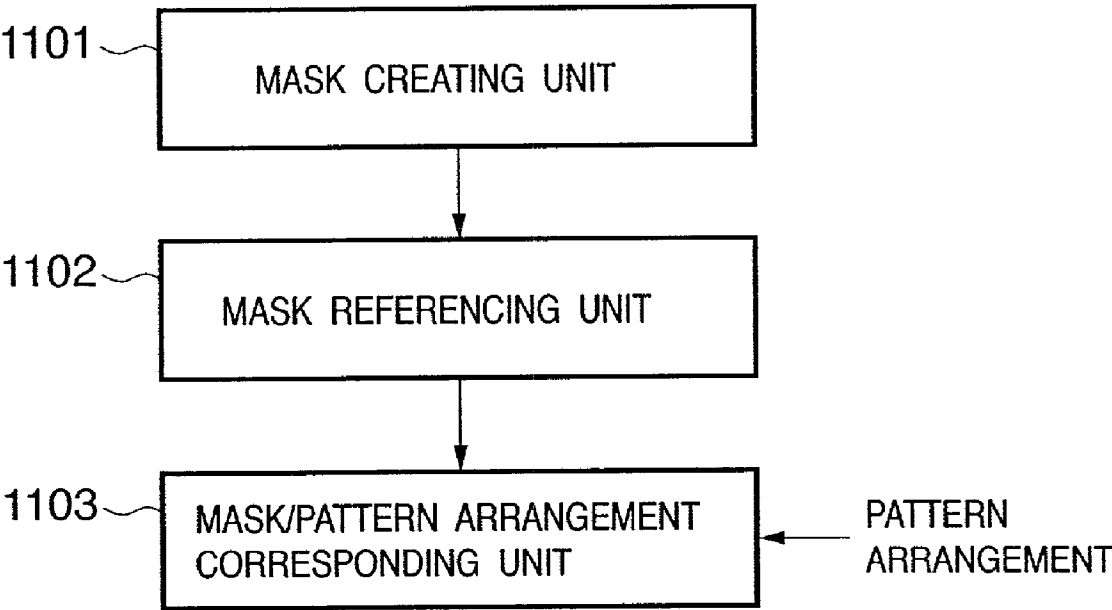 1101
MASK CREATING UNIT
1102
MASK REFERENCING UNIT
1103
MASK/PATTERN ARRANGEMENT
CORRESPONDING UNIT
PATTERN
ARRANGEMENT